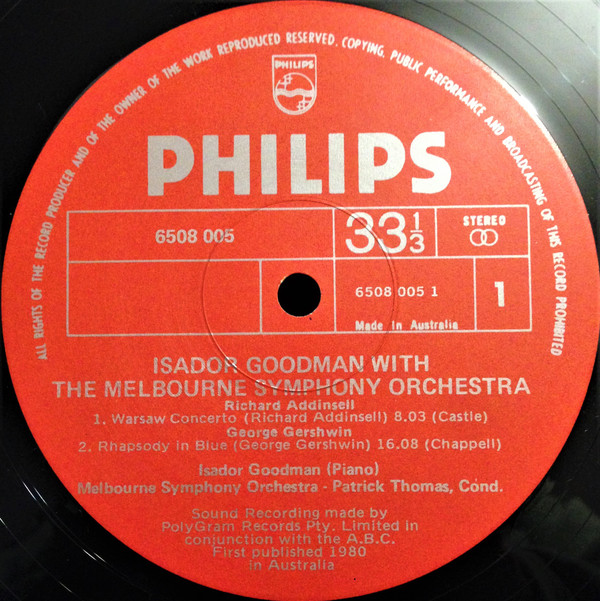 ALL RIGHTS OF THE RECORD PRODUCER AND OF THE OWNER OF THE WORK REPRODUCED RESERVED. COPYING, PUBLIC PERFORMANCE AND BROADCASTING OF THIS RECORD PROHIBITED
PHILIPS
PHILIPS
6508 005
33⅓
STEREO
6508 005 1
1
Made in Australia
ISADOR GOODMAN WITH
THE MELBOURNE SYMPHONY ORCHESTRA
Richard Addinsell
1. Warsaw Concerto (Richard Addinsell) 8.03 (Castle)
George Gershwin
2. Rhapsody in Blue (George Gershwin) 16.08 (Chappell)
Isador Goodman (Piano)
Melbourne Symphony Orchestra - Patrick Thomas, Cond.
Sound Recording made by
PolyGram Records Pty. Limited in
conjunction with the A.B.C.
First published 1980
in Australia